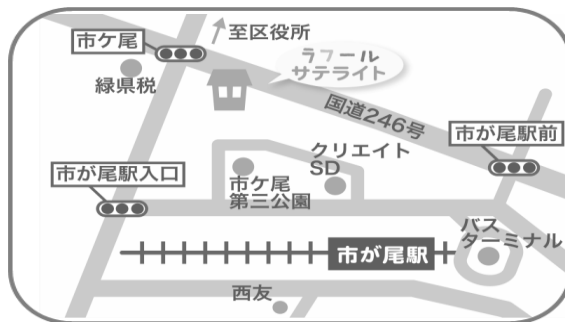 市ケ尾
至区役所
緑県税
ラフール
サテライト
国道246号
市が尾駅前
クリエイト
SD
市が尾駅入口
市ケ尾
第三公園
バス
ターミナル
市が尾駅
西友